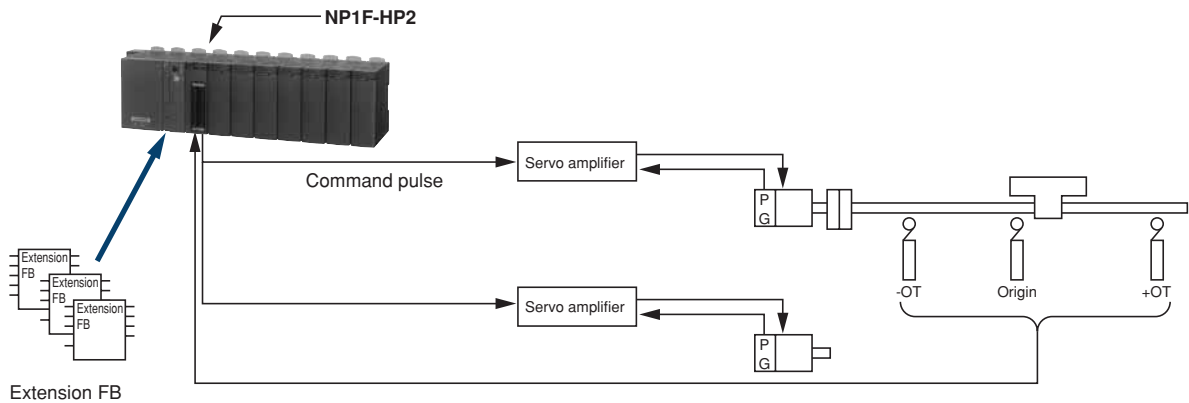 NP1F-HP2
Servo amplifier
Command pulse
P
G
Extension
FB
Extension
FB
Extension
FB
-OT
Origin
+OT
Servo amplifier
P
G
Extension FB